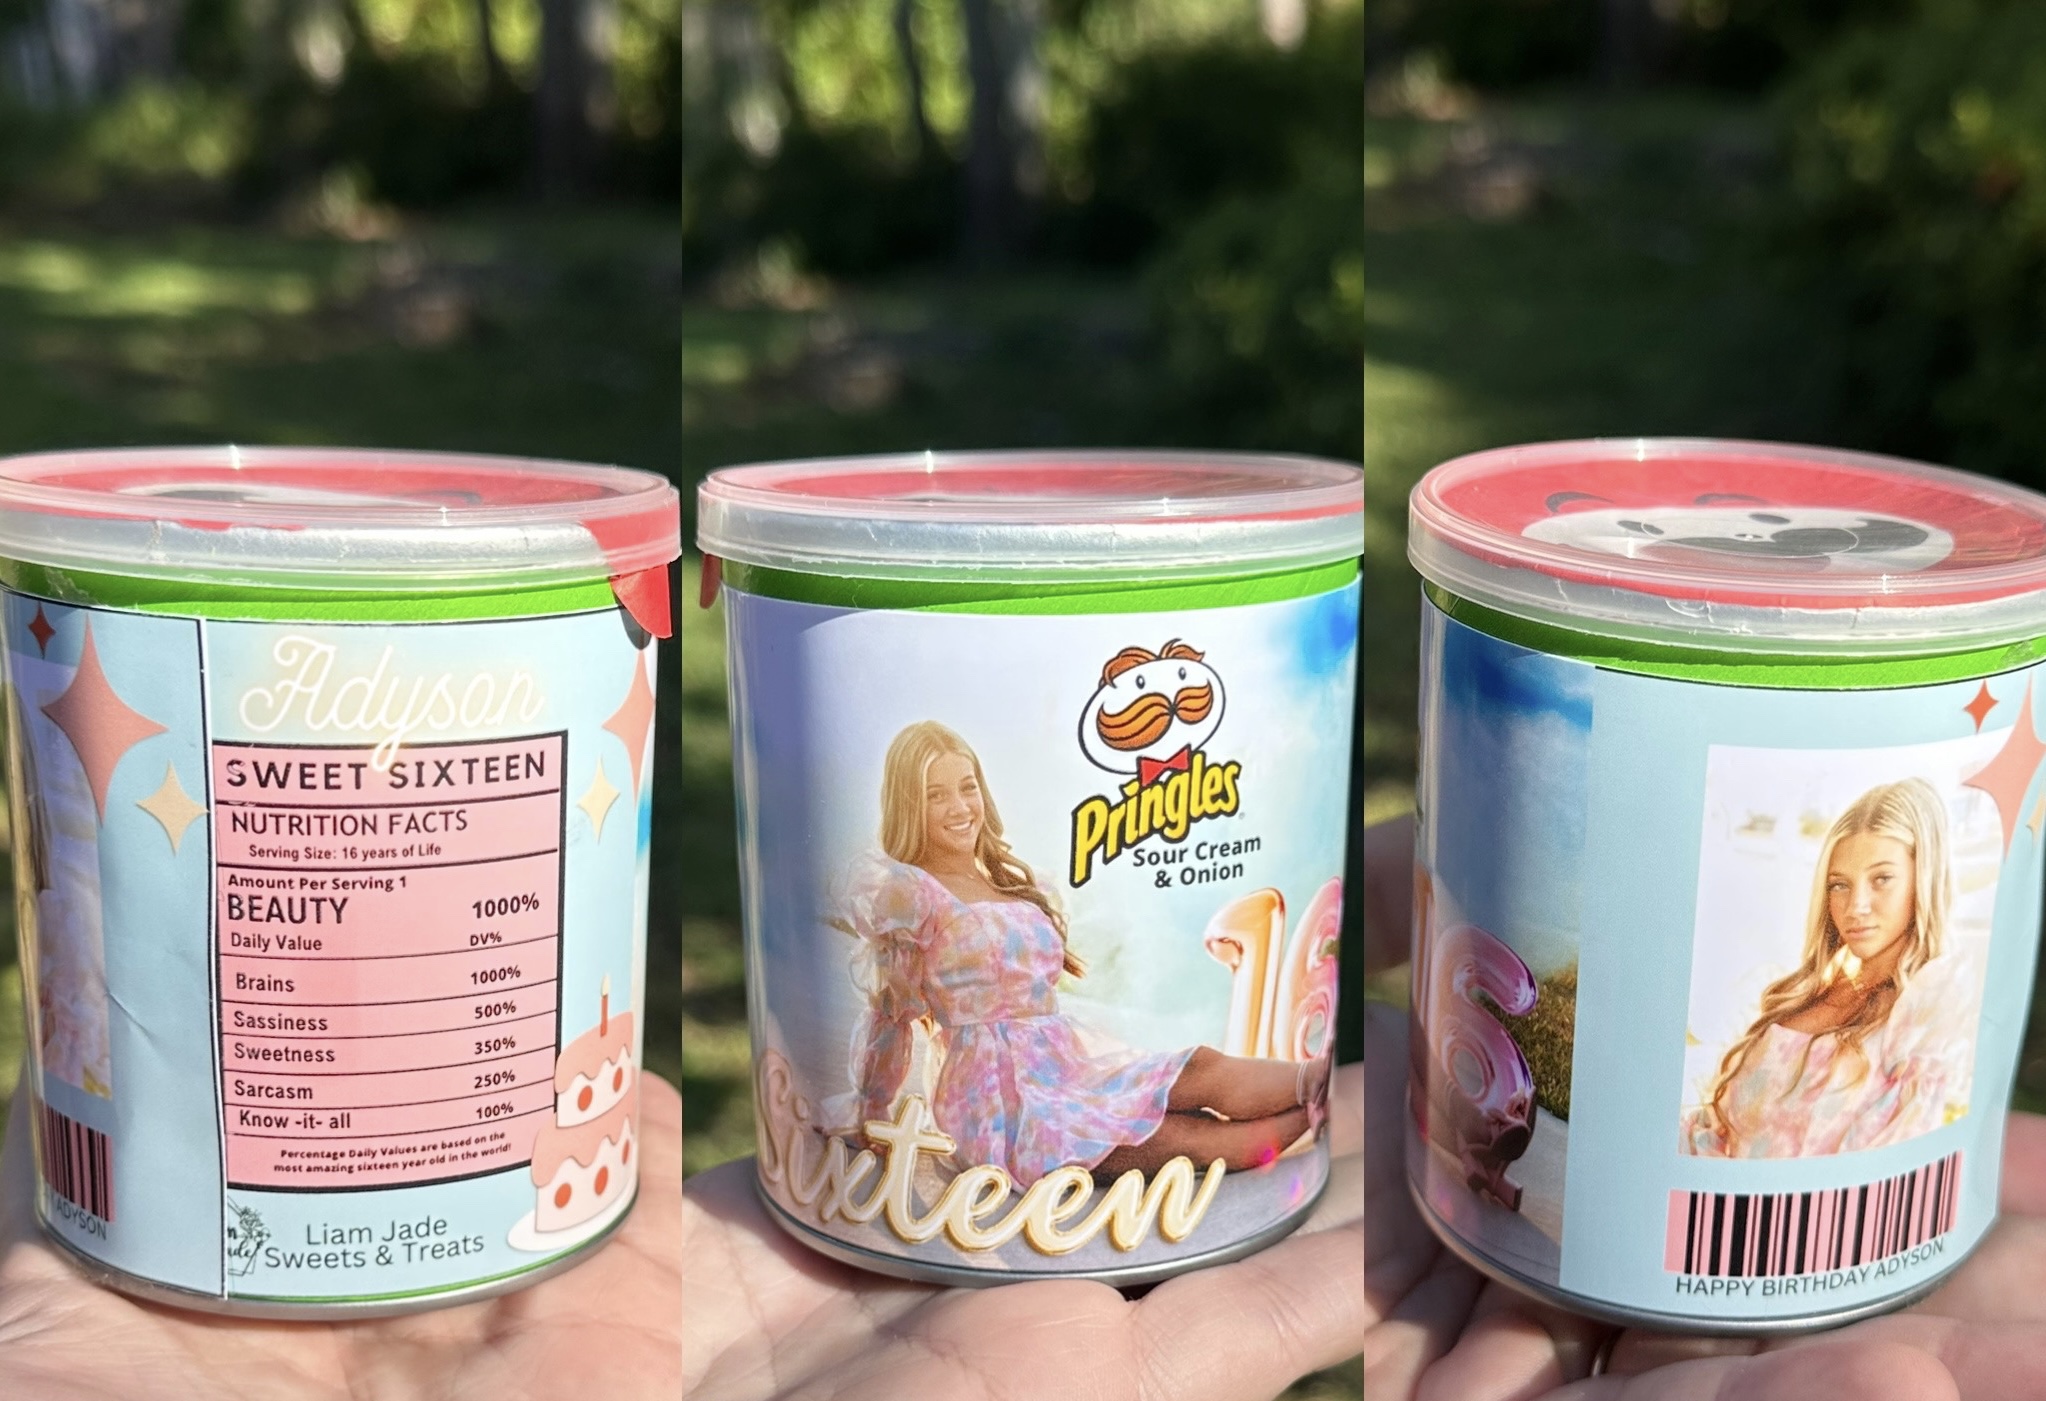 Adyson
SWEET SIXTEEN
NUTRITION FACTS
Serving Size: 16 years of Life
Amount Per Serving 1
BEAUTY 1000%
Daily Value DV%
Brains 1000%
Sassiness 500%
Sweetness 350%
Sarcasm 250%
Know -it- all 100%
Percentage Daily Values are based on the
most amazing sixteen year old in the world!
Liam Jade
Sweets & Treats
ADYSON
Pringles
Sour Cream
& Onion
16
Sixteen
16
HAPPY BIRTHDAY ADYSON